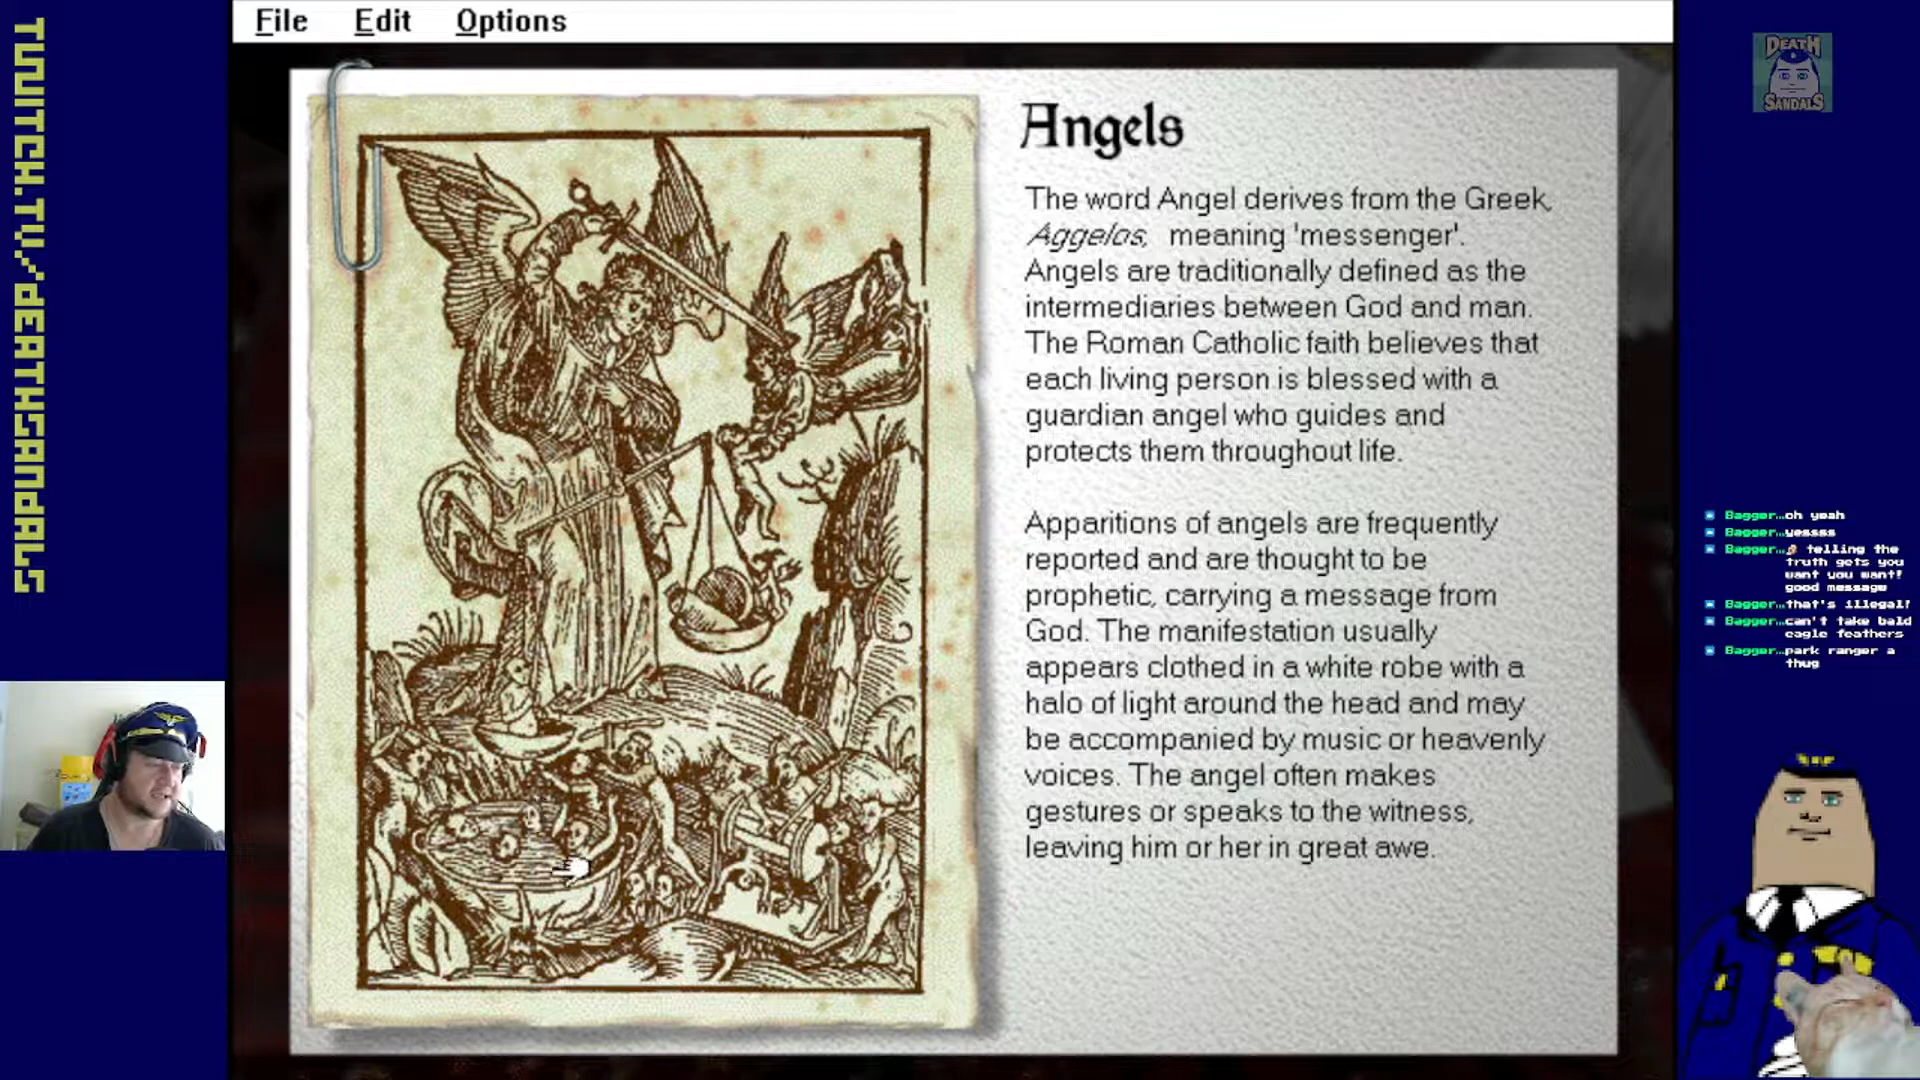 TWITCH.TV/DEATHSANDALS
File Edit Options
Angels
The word Angel derives from the Greek,
Aggelos, meaning 'messenger'.
Angels are traditionally defined as the
intermediaries between God and man.
The Roman Catholic faith believes that
each living person is blessed with a
guardian angel who guides and
protects them throughout life.
Apparitions of angels are frequently
reported and are thought to be
prophetic, carrying a message from
God. The manifestation usually
appears clothed in a white robe with a
halo of light around the head and may
be accompanied by music or heavenly
voices. The angel often makes
gestures or speaks to the witness,
leaving him or her in great awe.
DEATH
SANDALS
Bagger...oh yeah
Bagger...yessss
Bagger... telling the
truth gets you
want you want!
good message
Bagger...that's illegal!
Bagger...can't take bald
eagle feathers
Bagger...park ranger a
thug